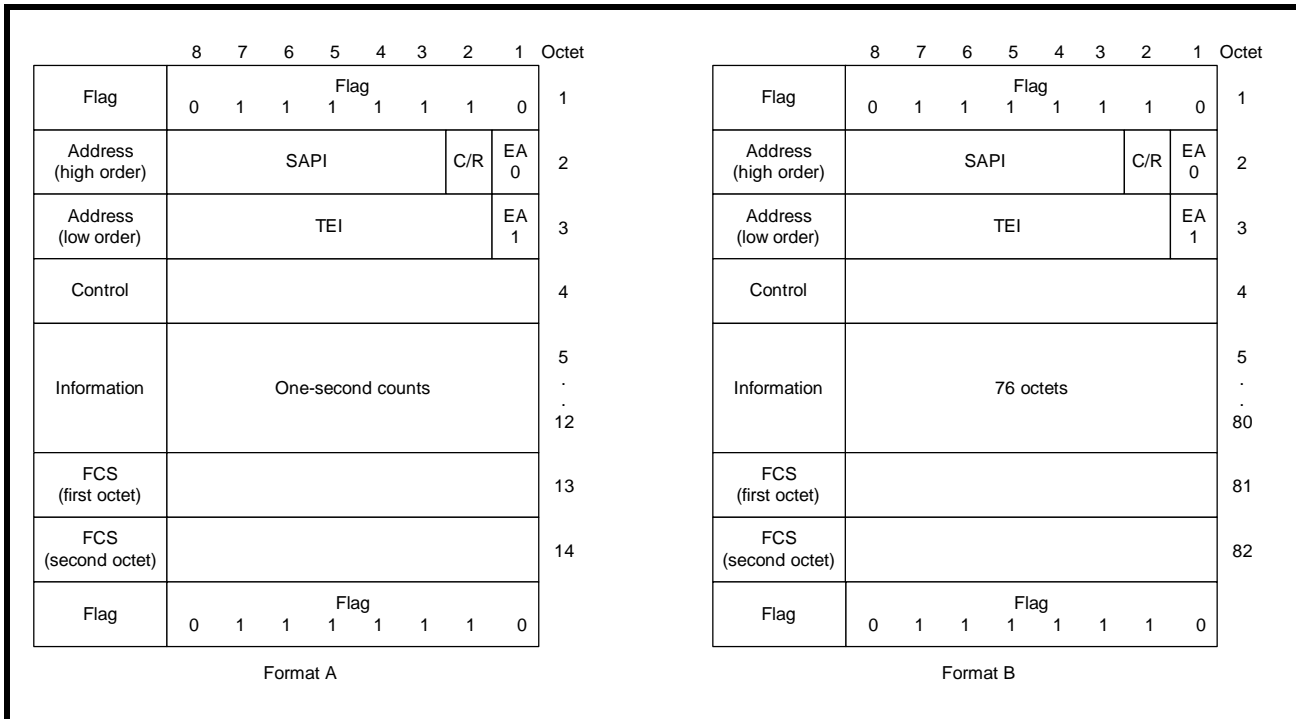 8 7 6 5 4 3 2 1 Octet
Flag
Flag
0 1 1 1 1 1 1 0
1
Address
(high order)
SAPI
C/R
EA
0
2
Address
(low order)
TEI
EA
1
3
Control
4
Information
One-second counts
5
.
.
12
FCS
(first octet)
13
FCS
(second octet)
14
Flag
Flag
0 1 1 1 1 1 1 0
Format A
8 7 6 5 4 3 2 1 Octet
Flag
Flag
0 1 1 1 1 1 1 0
1
Address
(high order)
SAPI
C/R
EA
0
2
Address
(low order)
TEI
EA
1
3
Control
4
Information
76 octets
5
.
.
80
FCS
(first octet)
81
FCS
(second octet)
82
Flag
Flag
0 1 1 1 1 1 1 0
Format B